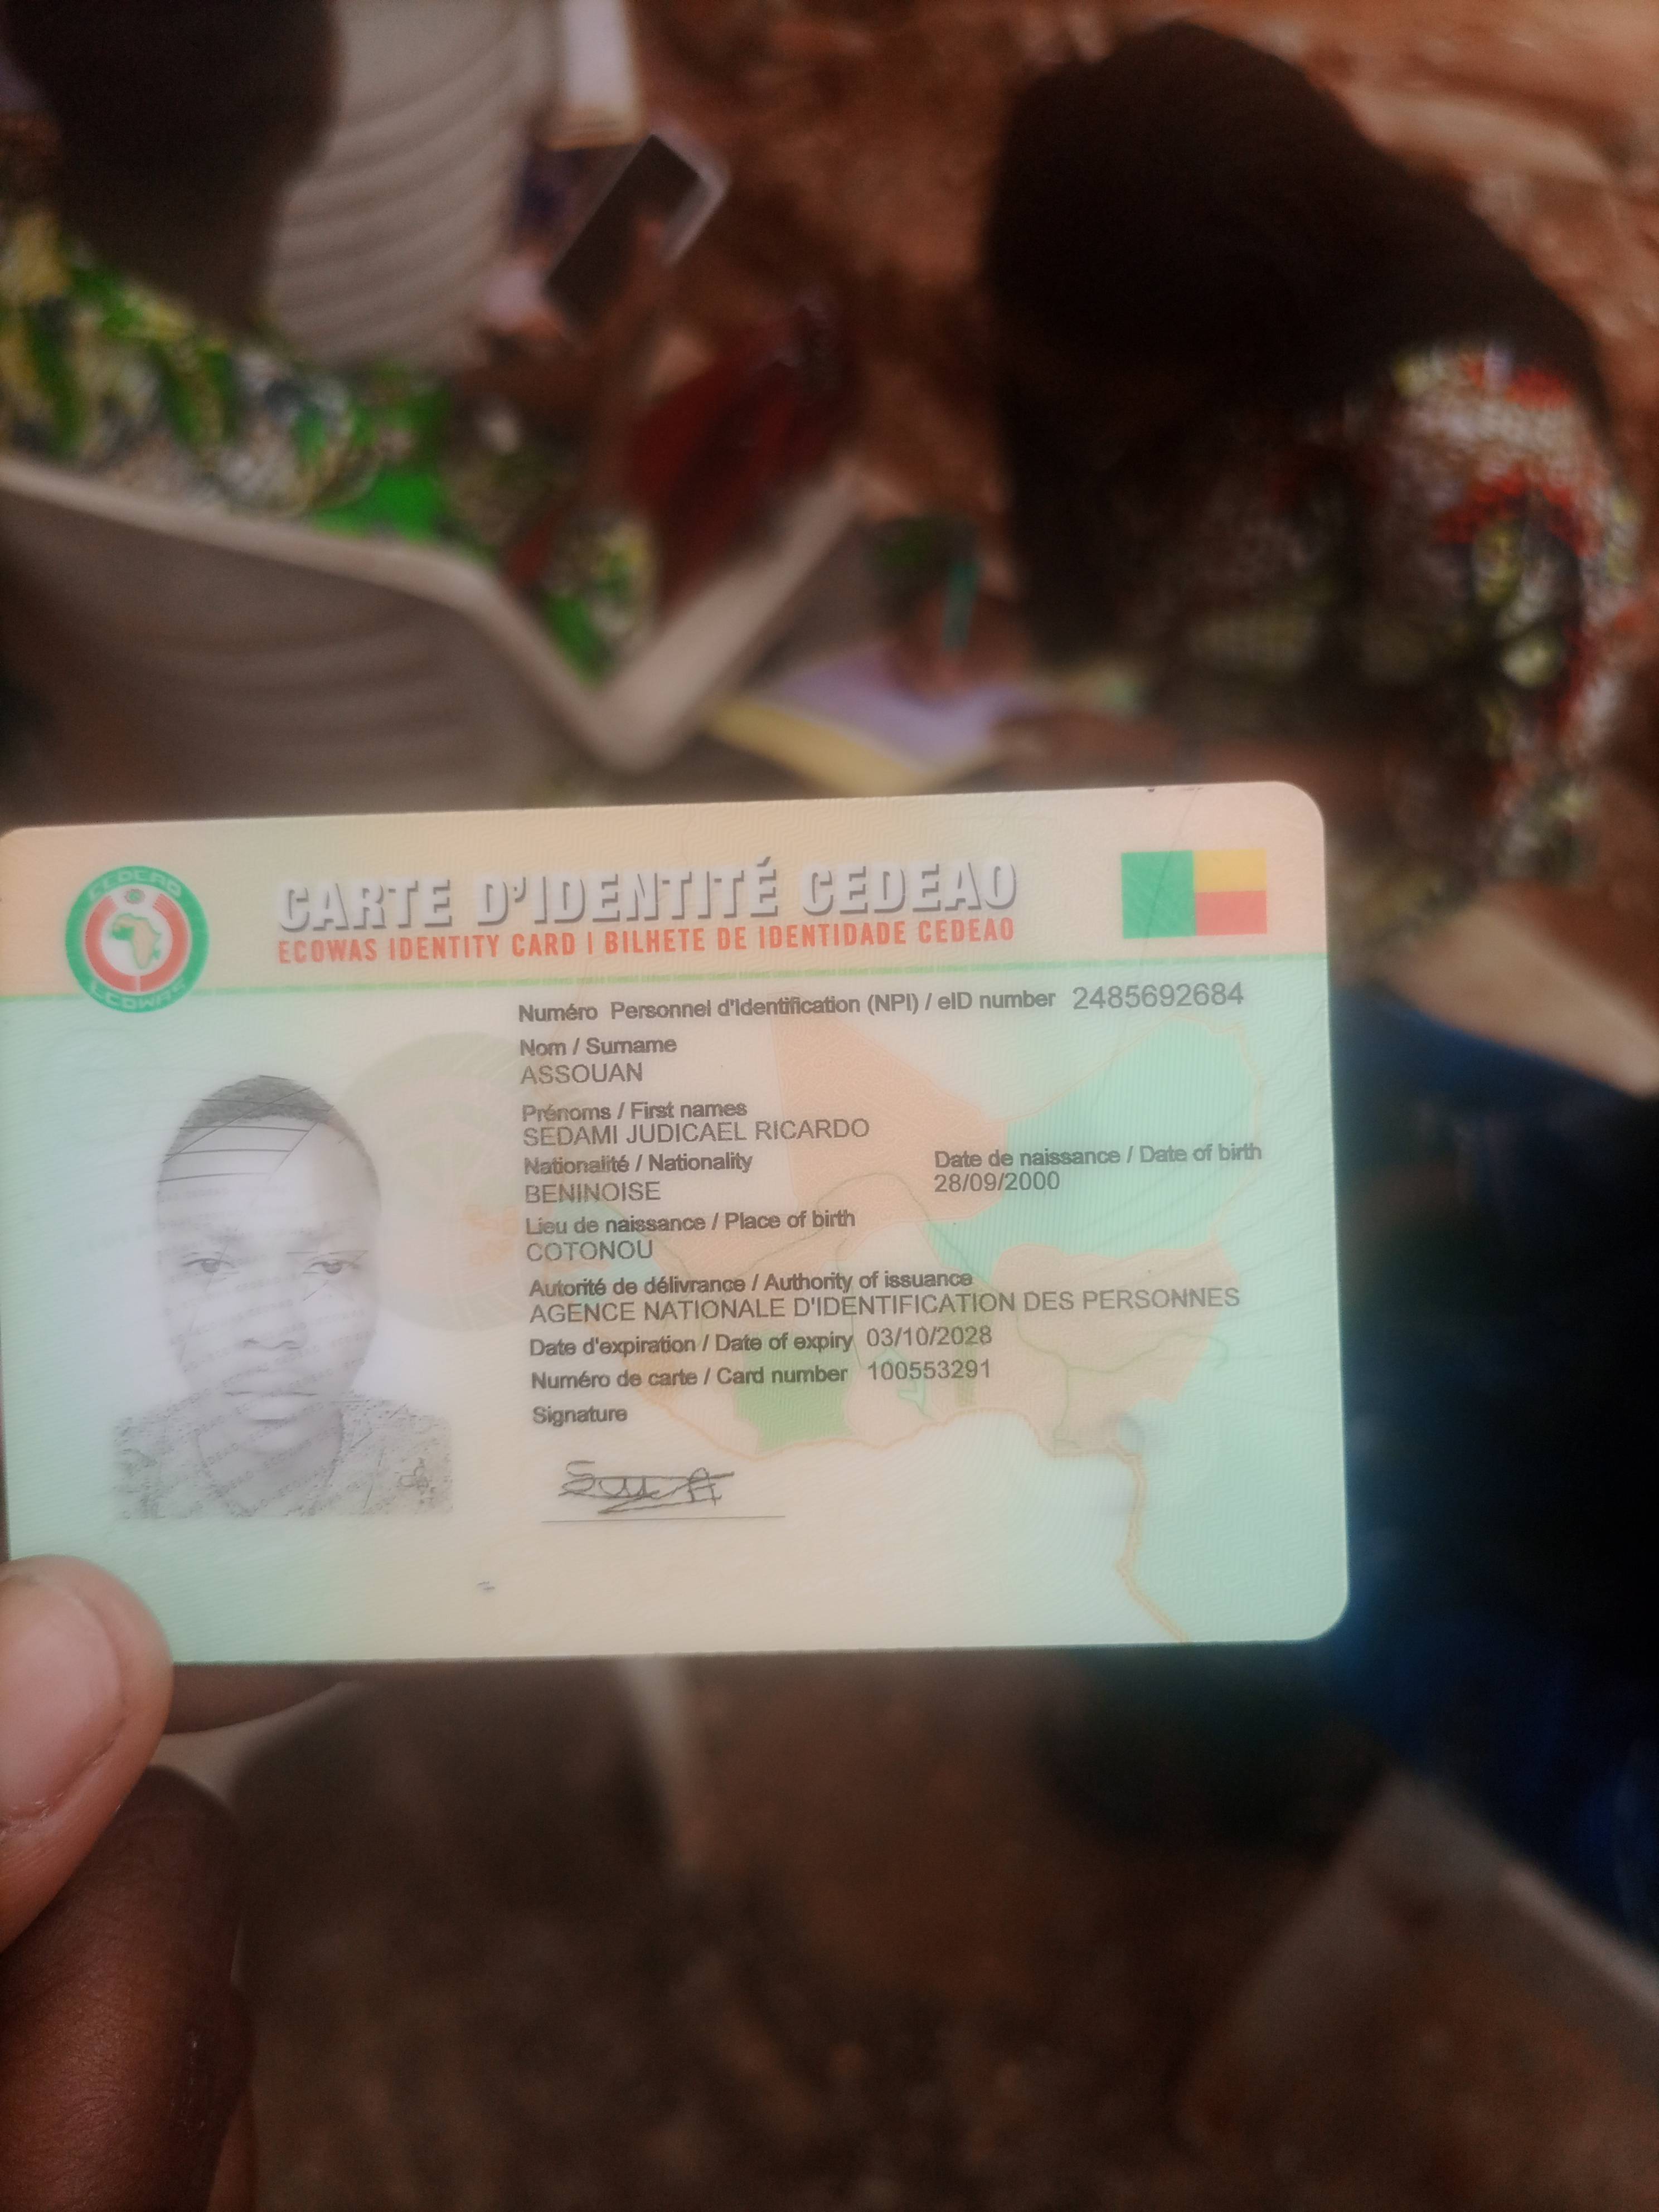 CEDEAO
ECOWAS
CARTE D'IDENTITÉ CEDEAO
ECOWAS IDENTITY CARD | BILHETE DE IDENTIDADE CEDEAO
Numéro Personnel d'Identification (NPI) / eID number 2485692684
Nom / Surname
ASSOUAN
Prénoms / First names
SEDAMI JUDICAEL RICARDO
Nationalité / Nationality
BENINOISE
Date de naissance / Date of birth
28/09/2000
Lieu de naissance / Place of birth
COTONOU
Autorité de délivrance / Authority of issuance
AGENCE NATIONALE D'IDENTIFICATION DES PERSONNES
Date d'expiration / Date of expiry 03/10/2028
Numéro de carte / Card number 100553291
Signature